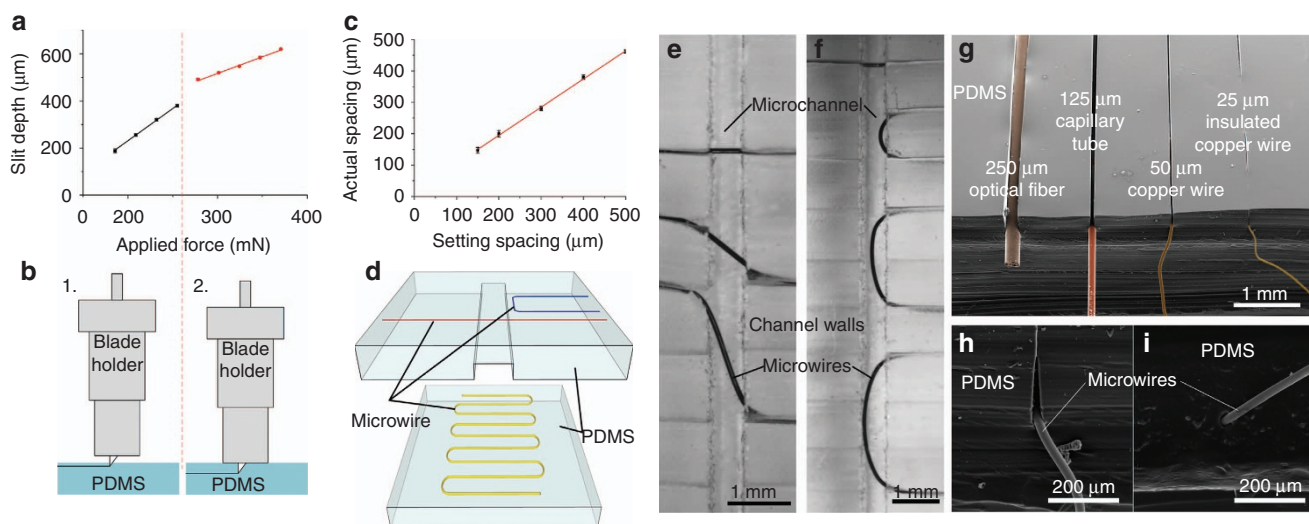 a
Slit depth (μm)
600
400
200
0
0
200
300
400
Applied force (mN)
b
1.
2.
Blade
holder
Blade
holder
PDMS
PDMS
c
Actual spacing (μm)
500
400
300
200
100
0
0
100
200
300
400
500
Setting spacing (μm)
d
Microwire
PDMS
e
f
Microchannel
Channel walls
Microwires
1 mm
1 mm
g
PDMS
250 μm
optical fiber
125 μm
capillary
tube
50 μm
copper wire
25 μm
insulated
copper wire
1 mm
h
PDMS
Microwires
200 μm
i
PDMS
200 μm